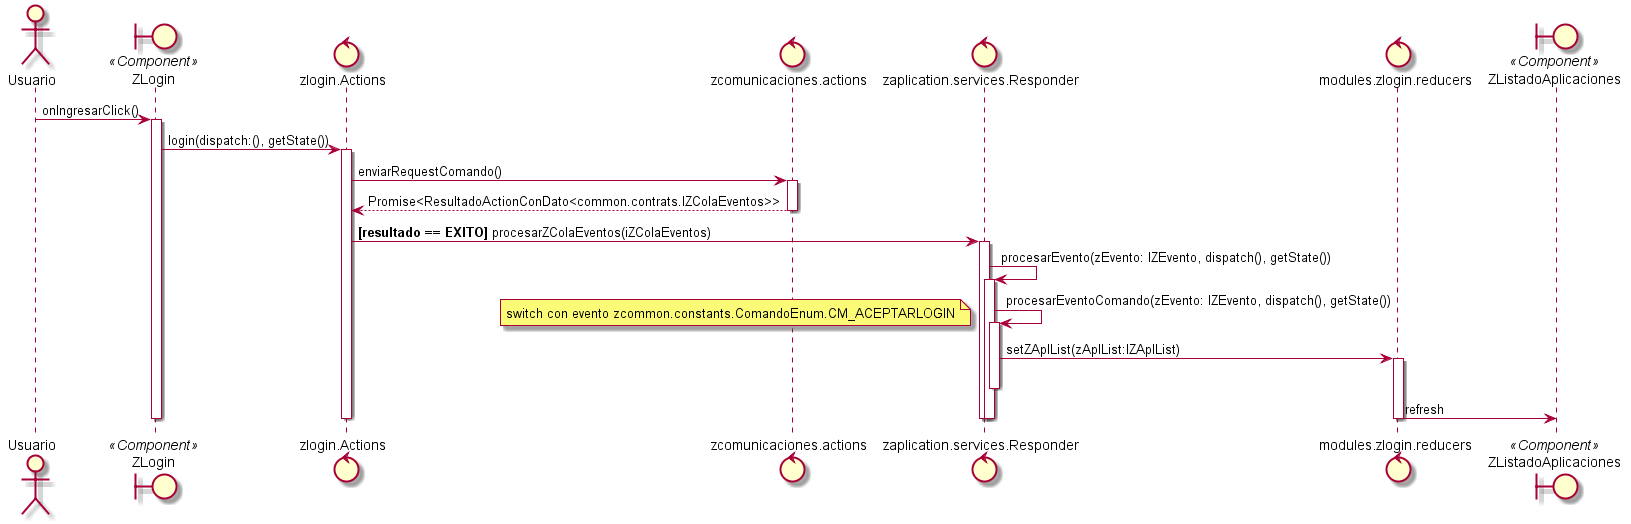 Usuario
«Component»
ZLogin
zlogin.Actions
zcomunicaciones.actions
zaplication.services.Responder
modules.zlogin.reducers
«Component»
ZListadoAplicaciones
onIngresarClick()
login(dispatch:(), getState())
enviarRequestComando()
Promise<ResultadoActionConDato<common.contrats.IZColaEventos>>
[resultado == EXITO] procesarZColaEventos(iZColaEventos)
procesarEvento(zEvento: IZEvento, dispatch(), getState())
procesarEventoComando(zEvento: IZEvento, dispatch(), getState())
switch con evento zcommon.constants.ComandoEnum.CM_ACEPTARLOGIN
setZAplList(zAplList:IZAplList)
refresh
Usuario
«Component»
ZLogin
zlogin.Actions
zcomunicaciones.actions
zaplication.services.Responder
modules.zlogin.reducers
«Component»
ZListadoAplicaciones